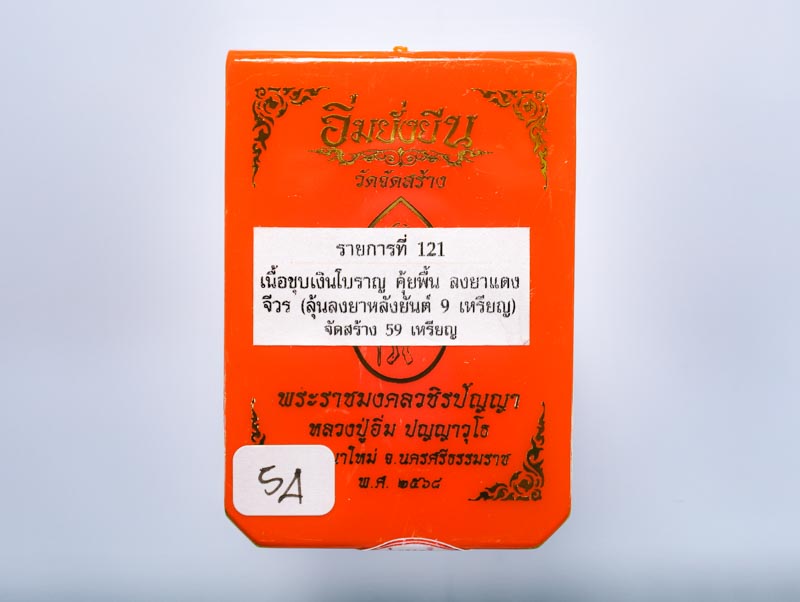 อิ่มยั่งยืน
วัดจัดสร้าง
รายการที่ 121
เนื้อชุบเงินโบราณ คุ้ยพื้น ลงยาแดง
จีวร (ลุ้นลงยาหลังยันต์ 9 เหรียญ)
จัดสร้าง 59 เหรียญ
พระราชมงคลวชิรปัญญา
หลวงปู่อิ่ม ปญฺญาวุโธ
จ.นครศรีธรรมราช
พ.ศ. ๒๕๖๘